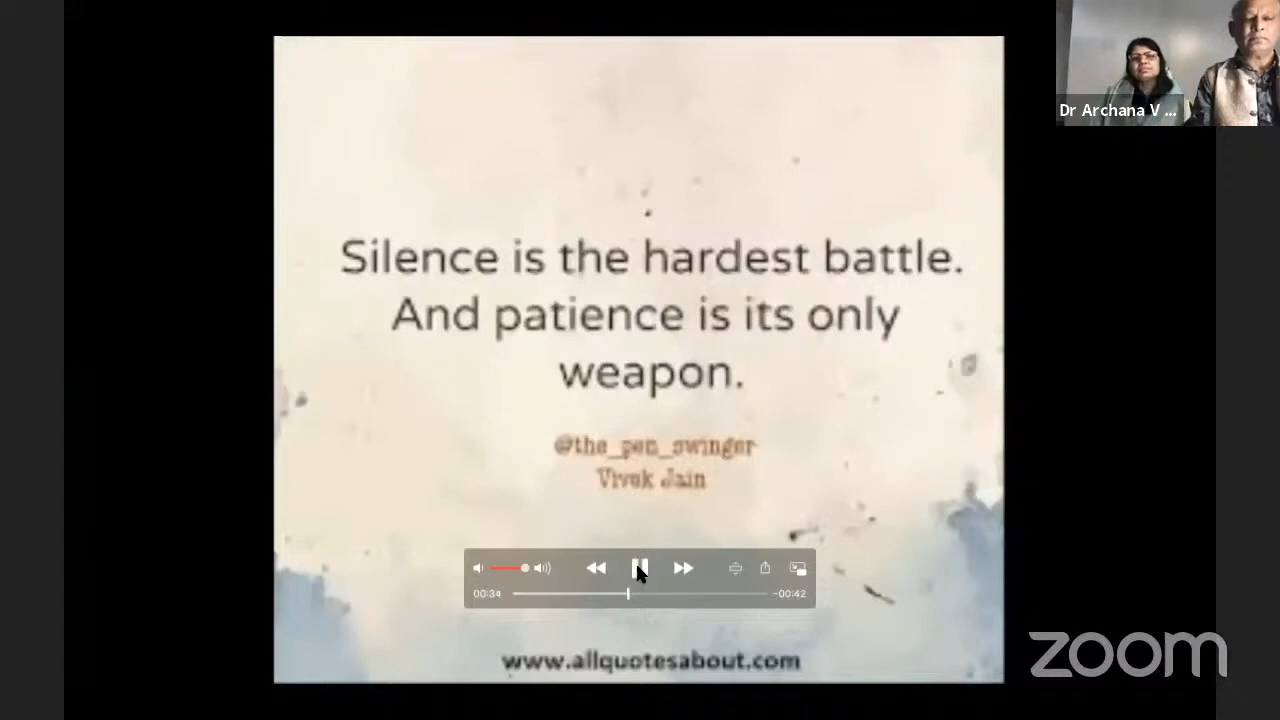 Dr Archana V ...
Silence is the hardest battle.
And patience is its only
weapon.
@the_pen_swinger
Vivek Jain
00:34
-00:42
www.allquotesabout.com
zoom